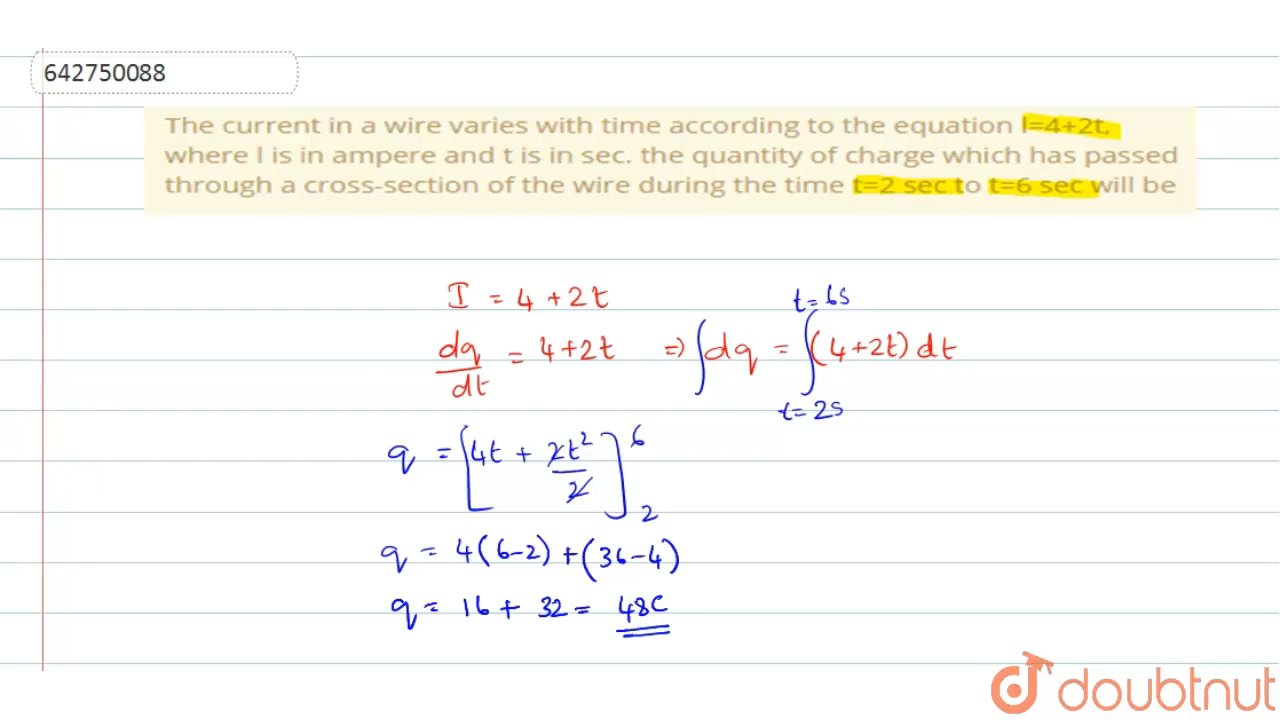 642750088
The current in a wire varies with time according to the equation I=4+2t,
where I is in ampere and t is in sec. the quantity of charge which has passed
through a cross-section of the wire during the time t=2 sec to t=6 sec will be
I = 4 + 2t
dq/dt = 4+2t ⇒ ∫dq = ∫_{t=2s}^{t=6s} (4+2t) dt
q = [4t + 2t²/2]₂⁶
q = 4(6-2) + (36-4)
q = 16 + 32 = 48C
doubtnut